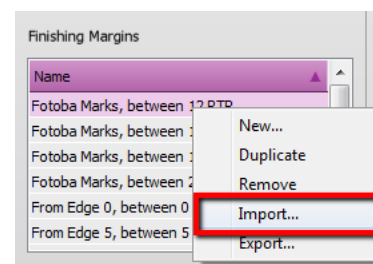 Finishing Margins
Name
Fotoba Marks, between 12 RTR
Fotoba Marks, between 1
Fotoba Marks, between 1
Fotoba Marks, between 2
From Edge 0, between 0
From Edge 5, between 5
New...
Duplicate
Remove
Import...
Export...